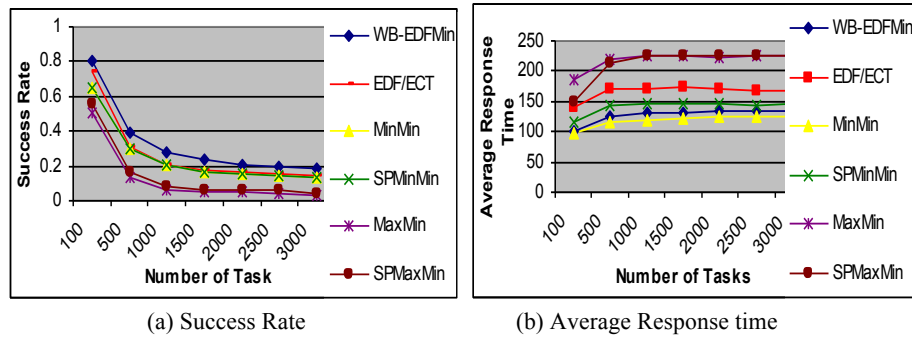 1
0.8
0.6
0.4
0.2
0
Success Rate
100
500
1000
1500
2000
2500
3000
Number of Task
WB-EDFMin
EDF/ECT
MinMin
SPMinMin
MaxMin
SPMaxMin
(a) Success Rate
250
200
150
100
50
0
Average Response
Time
100
500
1000
1500
2000
2500
3000
Number of Tasks
WB-EDFMin
EDF/ECT
MinMin
SPMinMin
MaxMin
SPMaxMin
(b) Average Response time